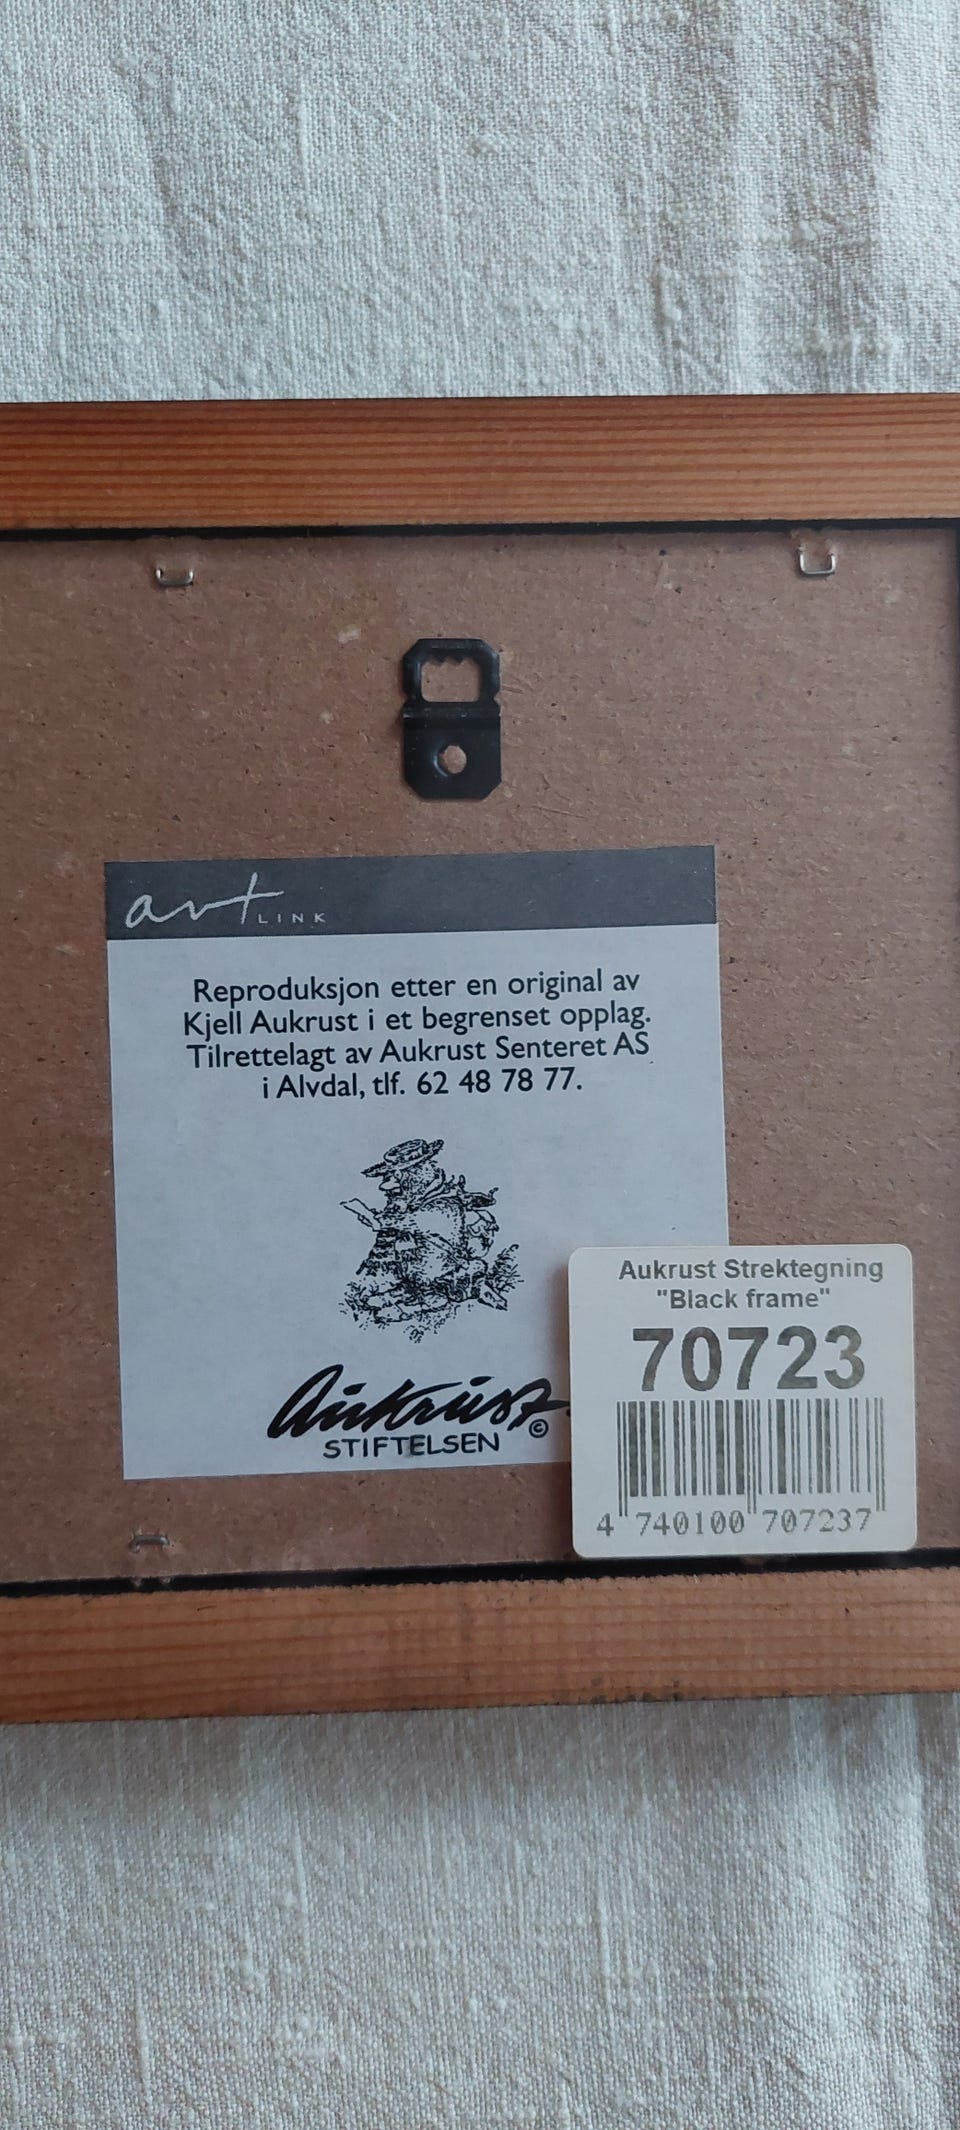 art LINK
Reproduksjon etter en original av
Kjell Aukrust i et begrenset opplag.
Tilrettelagt av Aukrust Senteret AS
i Alvdal, tlf. 62 48 78 77.
Aukrust
STIFTELSEN ©
Aukrust Strektegning
"Black frame"
70723
4 740100 707237